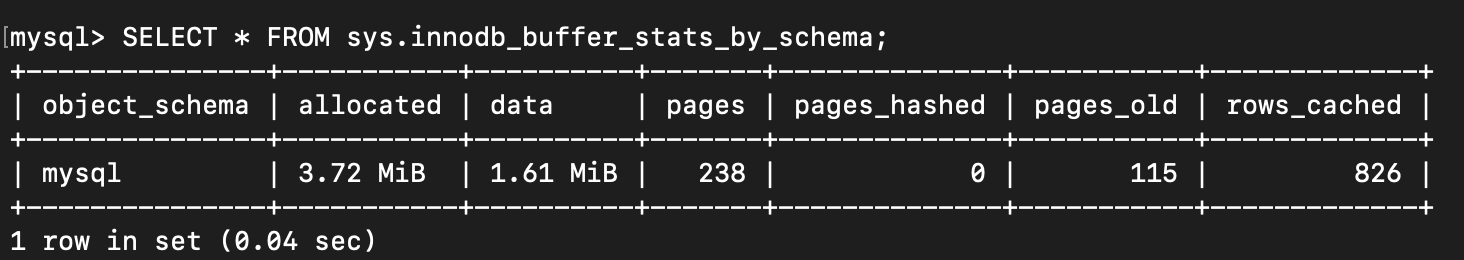 [mysql> SELECT * FROM sys.innodb_buffer_stats_by_schema;
+---------------+-----------+----------+-------+--------------+-----------+-------------+
| object_schema | allocated | data     | pages | pages_hashed | pages_old | rows_cached |
+---------------+-----------+----------+-------+--------------+-----------+-------------+
| mysql         | 3.72 MiB  | 1.61 MiB |   238 |            0 |       115 |         826 |
+---------------+-----------+----------+-------+--------------+-----------+-------------+
1 row in set (0.04 sec)